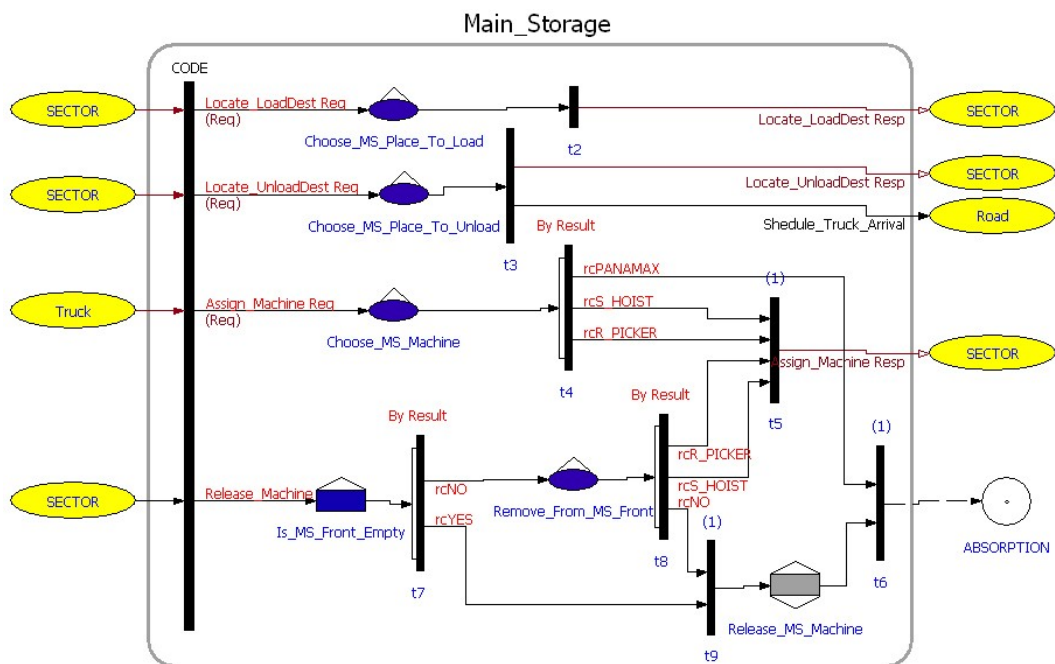 Main_Storage
CODE
SECTOR
Locate_LoadDest Req
(Req)
Choose_MS_Place_To_Load
t2
Locate_LoadDest Resp
SECTOR
SECTOR
Locate_UnloadDest Req
(Req)
Choose_MS_Place_To_Unload
t3
Locate_UnloadDest Resp
SECTOR
Shedule_Truck_Arrival
Road
By Result
Truck
Assign_Machine Req
(Req)
Choose_MS_Machine
rcPANAMAX
rcS_HOIST
rcR_PICKER
t4
(1)
t5
Assign_Machine Resp
SECTOR
By Result
By Result
SECTOR
Release_Machine
Is_MS_Front_Empty
rcNO
rcYES
t7
Remove_From_MS_Front
rcR_PICKER
rcS_HOIST
rcNO
t8
(1)
t9
Release_MS_Machine
(1)
t6
ABSORPTION